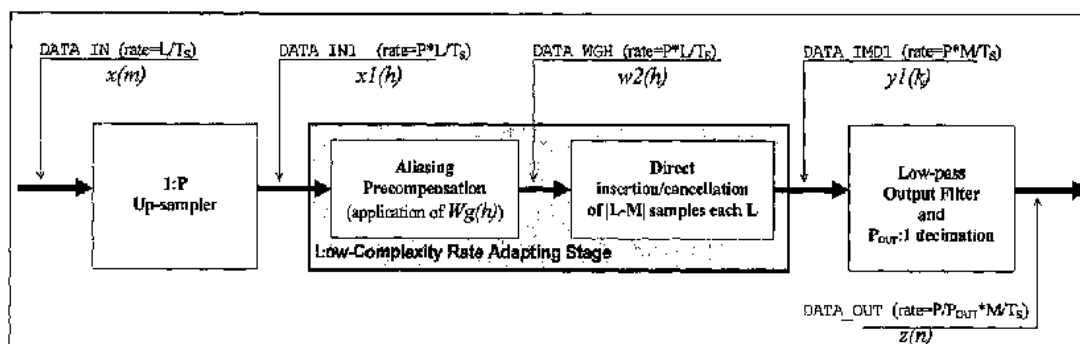 DATA_IN (rate=L/TS)
x(m)
DATA_IN1 (rate=P*L/TS)
x1(h)
DATA_WGH (rate=P*L/TS)
w2(h)
DATA_IMD1 (rate=P*M/TS)
y1(k)
1:P
Up-sampler
Aliasing
Precompensation
(application of Wg(h))
Direct
insertion/cancellation
of |L-M| samples each L
Low-Complexity Rate Adapting Stage
Low-pass
Output Filter
and
POUT:1 decimation
DATA_OUT (rate=P/POUT*M/TS)
z(n)